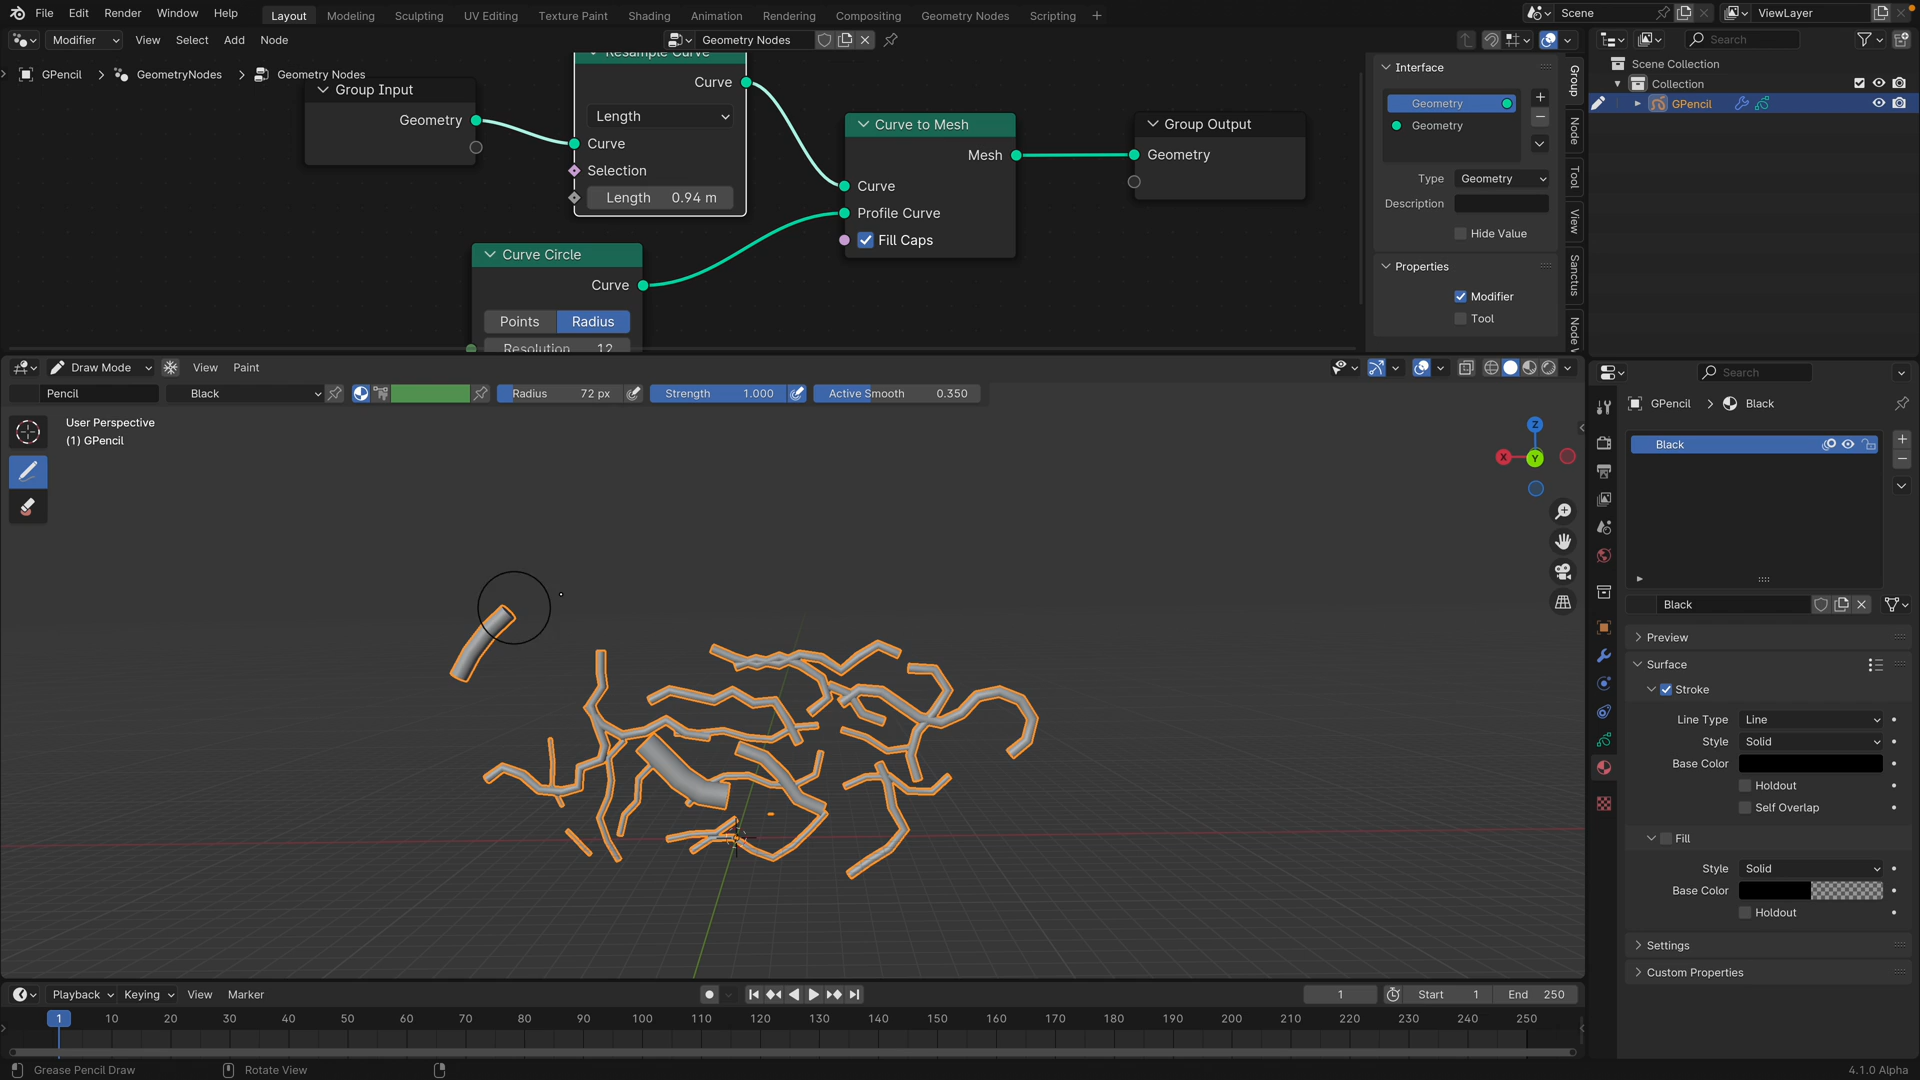 File Edit Render Window Help Layout Modeling Sculpting UV Editing Texture Paint Shading Animation Rendering Compositing Geometry Nodes Scripting + Scene ViewLayer
Modifier View Select Add Node Geometry Nodes Search
GPencil > GeometryNodes > Geometry Nodes
Resample Curve
Curve
Length
Curve
Selection
Length 0.94 m
Group Input
Geometry
Curve to Mesh
Mesh
Curve
Profile Curve
Fill Caps
Group Output
Geometry
Curve Circle
Curve
Points Radius
Resolution 12
Interface
Geometry
Geometry
Type Geometry
Description
Hide Value
Properties
Modifier
Tool
Group
Node
Tool
View
Sanctus
Node W
Scene Collection
Collection
GPencil
Draw Mode View Paint
Pencil Black Radius 72 px Strength 1.000 Active Smooth 0.350
User Perspective
(1) GPencil
Z
X
Y
Search
GPencil > Black
Black
Black
Preview
Surface
Stroke
Line Type Line
Style Solid
Base Color
Holdout
Self Overlap
Fill
Style Solid
Base Color
Holdout
Settings
Custom Properties
Playback Keying View Marker 1 Start 1 End 250
1 10 20 30 40 50 60 70 80 90 100 110 120 130 140 150 160 170 180 190 200 210 220 230 240 250
Grease Pencil Draw Rotate View 4.1.0 Alpha